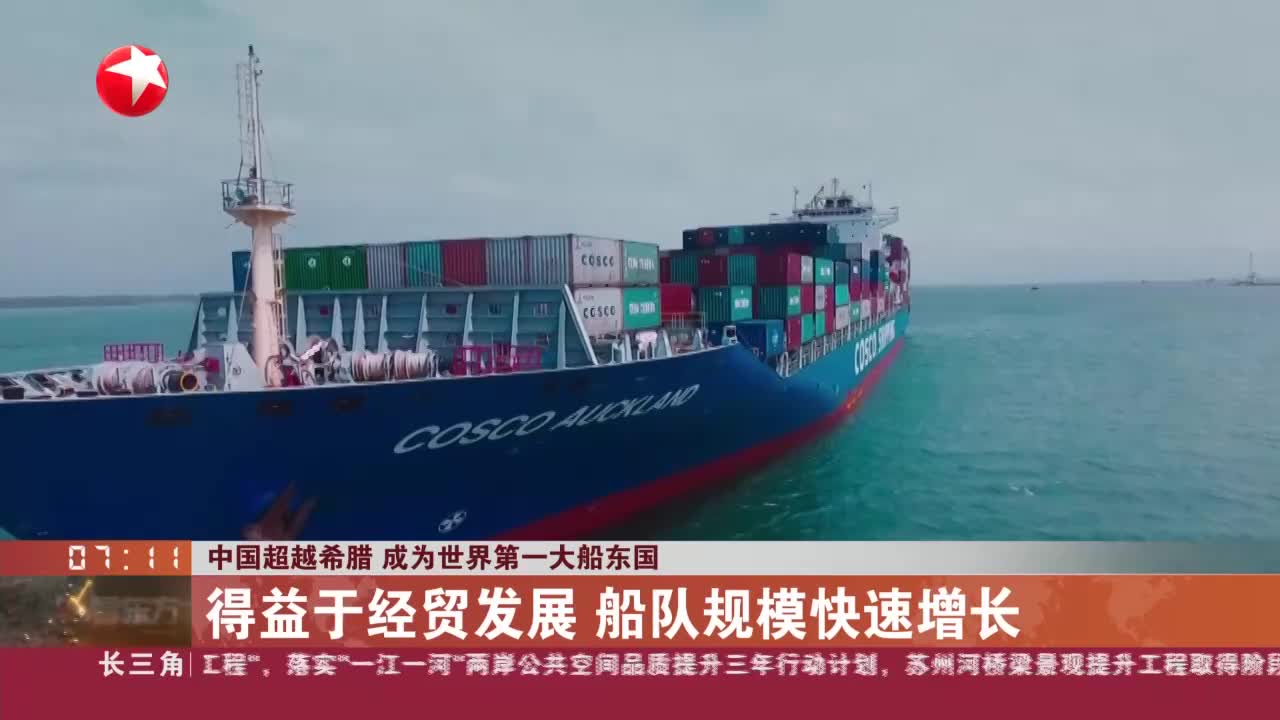 COSCO
COSCO
COSCO AUCKLAND
COSCO SHIPPING
07:11
中国超越希腊 成为世界第一大船东国
得益于经贸发展 船队规模快速增长
长三角
工程"，落实"一江一河"两岸公共空间品质提升三年行动计划，苏州河桥梁景观提升工程取得阶段